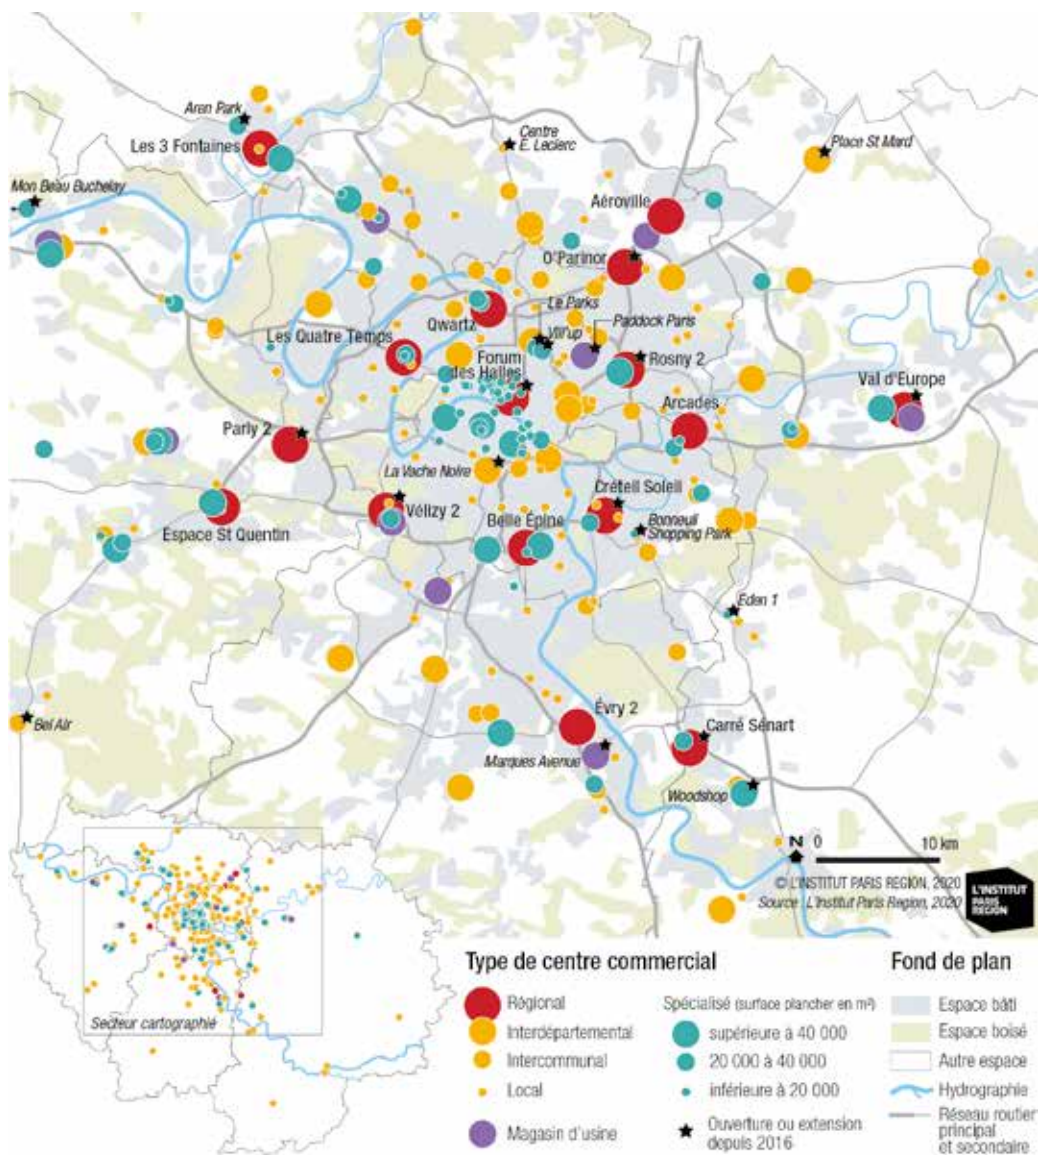 Aren Park
Les 3 Fontaines
Centre
E. Leclerc
Place St Mard
Mon Beau Buchelay
Aéroville
O'Parinor
Le Parks
Qwartz
Vill'up
Paddock Paris
Les Quatre Temps
Forum
des Halles
Rosny 2
Val d'Europe
Arcades
Parly 2
La Vache Noire
Créteil Soleil
Vélizy 2
Belle Épine
Bonneuil
Shopping Park
Espace St Quentin
Eden 1
Évry 2
Bel Air
Carré Sénart
Marques Avenue
Woodshop
N
0 10 km
© L'INSTITUT PARIS REGION, 2020
Source : L'Institut Paris Region, 2020
L'INSTITUT
PARIS
REGION
Secteur cartographié
Type de centre commercial
Régional
Interdépartemental
Intercommunal
Local
Magasin d'usine
Spécialisé (surface plancher en m²)
supérieure à 40 000
20 000 à 40 000
inférieure à 20 000
Ouverture ou extension
depuis 2016
Fond de plan
Espace bâti
Espace boisé
Autre espace
Hydrographie
Réseau routier
principal
et secondaire